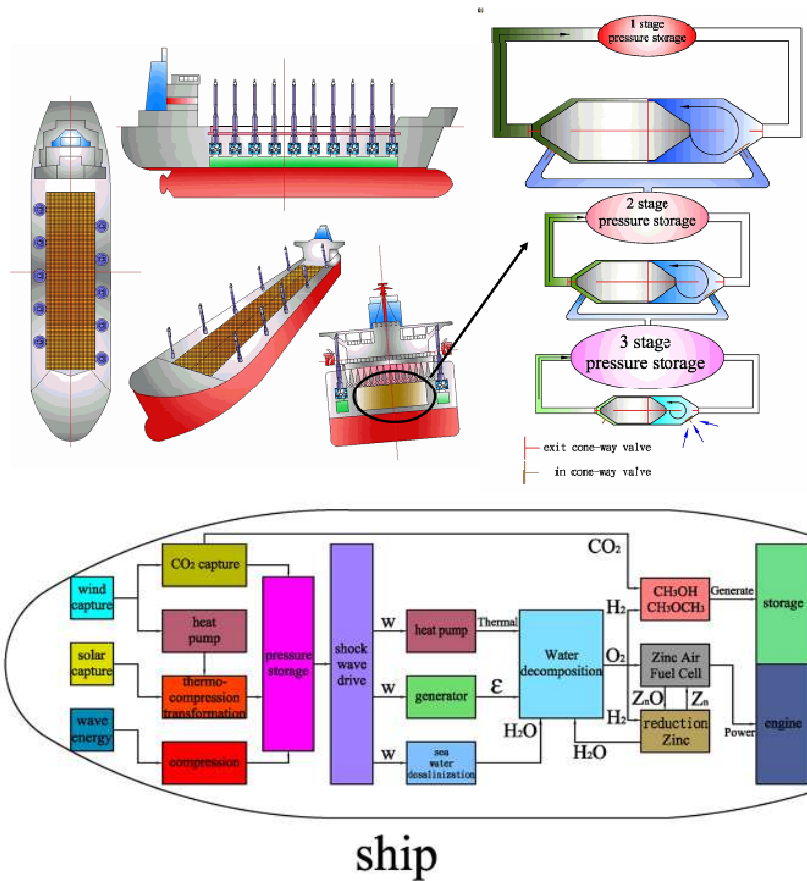 1 stage
pressure storage
2 stage
pressure storage
3 stage
pressure storage
exit cone-way valve
in cone-way valve
CO₂
wind
capture
CO₂ capture
heat
pump
solar
capture
thermo-
compression
transformation
wave
energy
compression
pressure
storage
shock
wave
drive
W
heat pump
Thermal
W
generator
ε
W
sea
water
desalinization
H₂O
Water
decomposition
H₂
O₂
H₂
H₂O
CH₃OH
CH₃OCH₃
Generate
Zinc Air
Fuel Cell
ZnO
Zn
reduction
Zinc
Power
storage
engine
ship